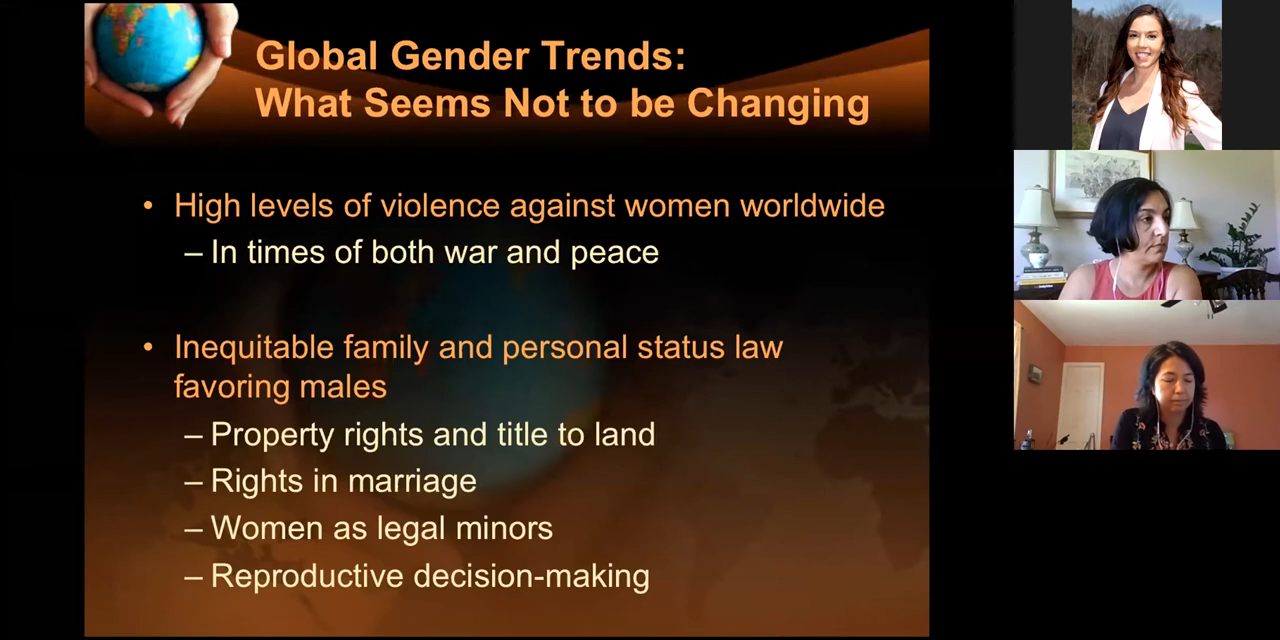 Global Gender Trends:
What Seems Not to be Changing
• High levels of violence against women worldwide
– In times of both war and peace
• Inequitable family and personal status law
favoring males
– Property rights and title to land
– Rights in marriage
– Women as legal minors
– Reproductive decision-making